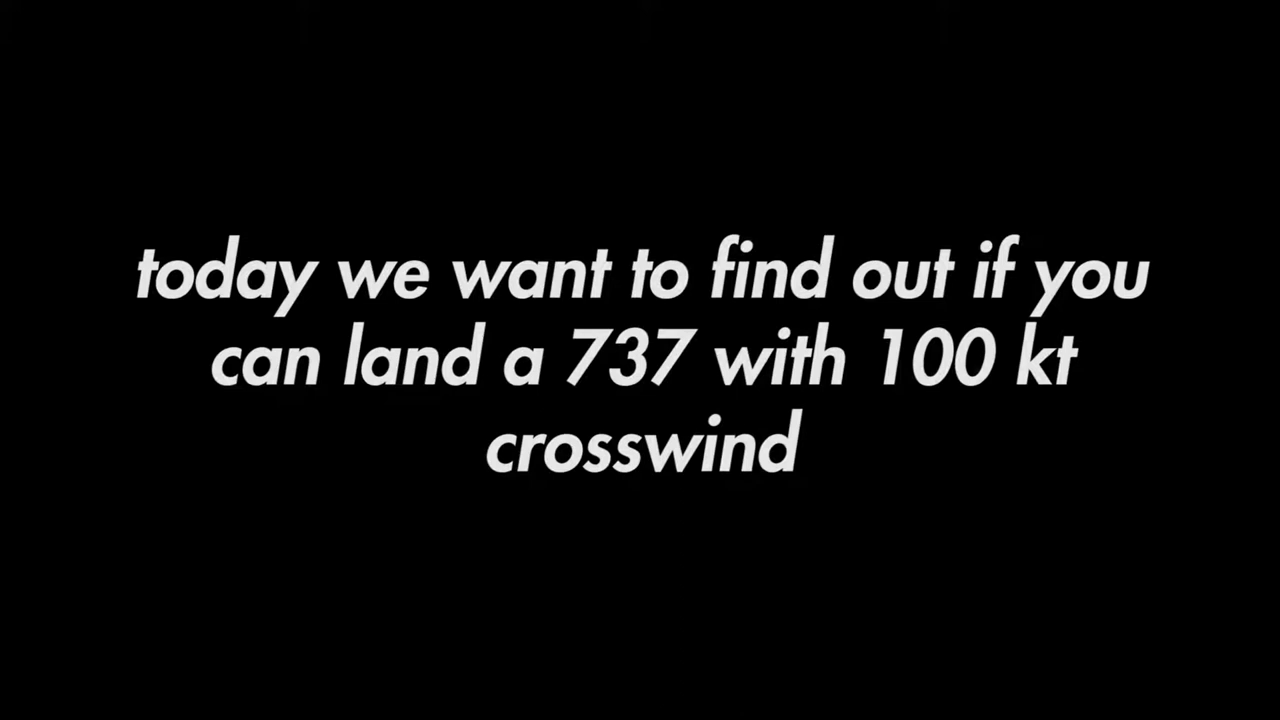 today we want to find out if you
can land a 737 with 100 kt
crosswind